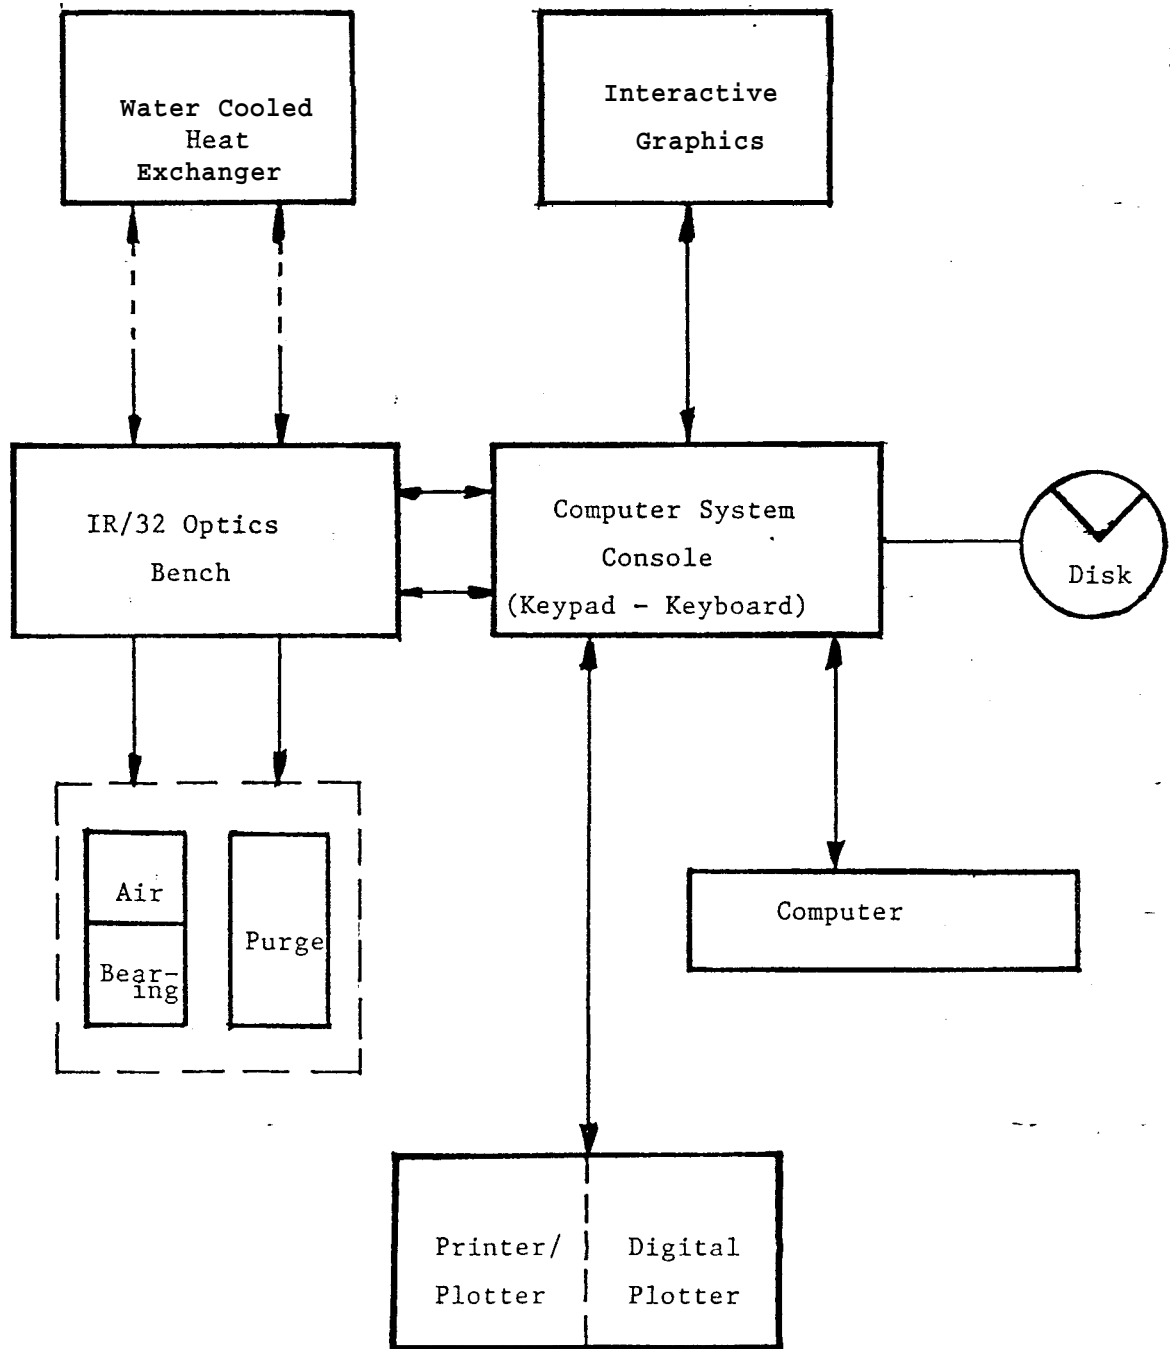 Water Cooled
Heat
Exchanger
Interactive
Graphics
IR/32 Optics
Bench
Computer System
Console
(Keypad - Keyboard)
Disk
Air
Bear-
ing
Purge
Computer
Printer/
Plotter
Digital
Plotter